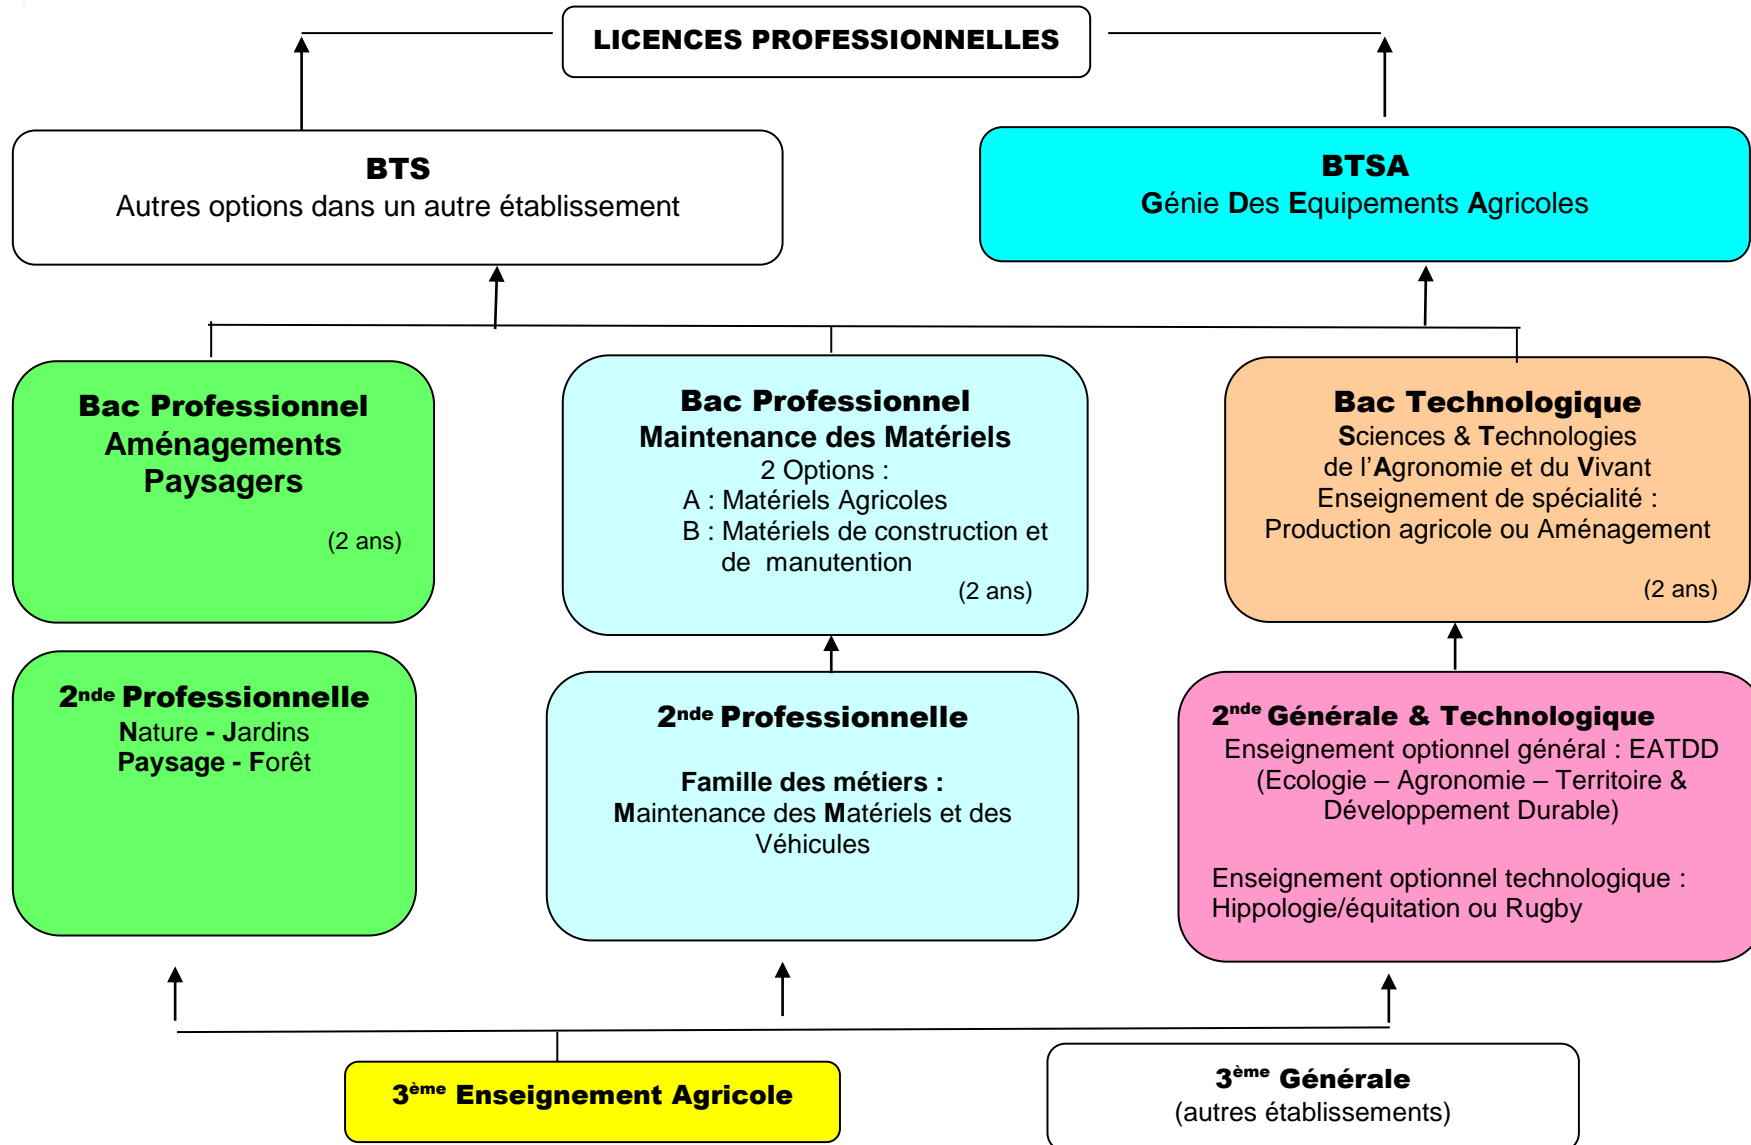 LICENCES PROFESSIONNELLES
BTS
Autres options dans un autre établissement
BTSA
Génie Des Equipements Agricoles
Bac Professionnel
Aménagements
Paysagers
(2 ans)
Bac Professionnel
Maintenance des Matériels
2 Options :
A : Matériels Agricoles
B : Matériels de construction et
de manutention
(2 ans)
Bac Technologique
Sciences & Technologies
de l'Agronomie et du Vivant
Enseignement de spécialité :
Production agricole ou Aménagement
(2 ans)
2nde Professionnelle
Nature - Jardins
Paysage - Forêt
2nde Professionnelle
Famille des métiers :
Maintenance des Matériels et des
Véhicules
2nde Générale & Technologique
Enseignement optionnel général : EATDD
(Ecologie – Agronomie – Territoire &
Développement Durable)
Enseignement optionnel technologique :
Hippologie/équitation ou Rugby
3ème Enseignement Agricole
3ème Générale
(autres établissements)